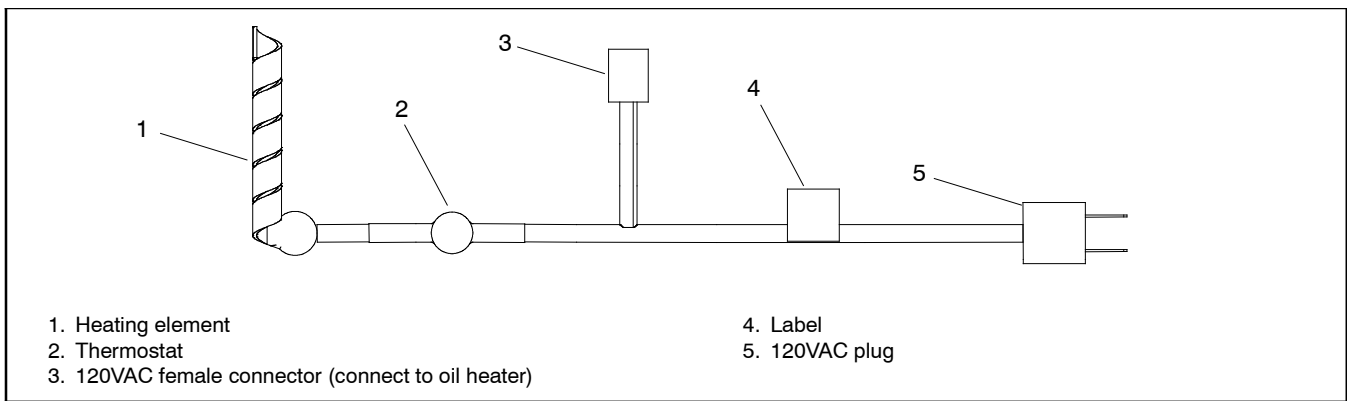 1
2
3
4
5
1. Heating element
2. Thermostat
3. 120VAC female connector (connect to oil heater)
4. Label
5. 120VAC plug